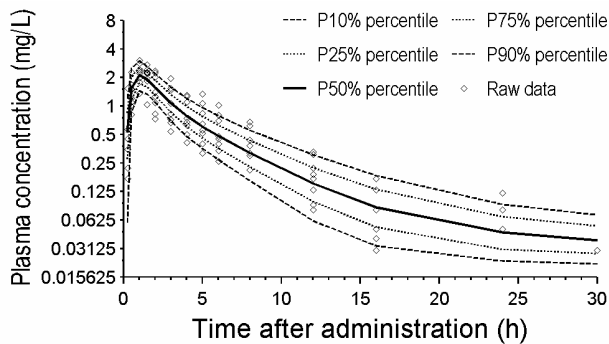 8
4
2
1
0.5
0.25
0.125
0.0625
0.03125
0.015625
Plasma concentration (mg/L)
P10% percentile
P75% percentile
P25% percentile
P90% percentile
P50% percentile
Raw data
0 5 10 15 20 25 30
Time after administration (h)